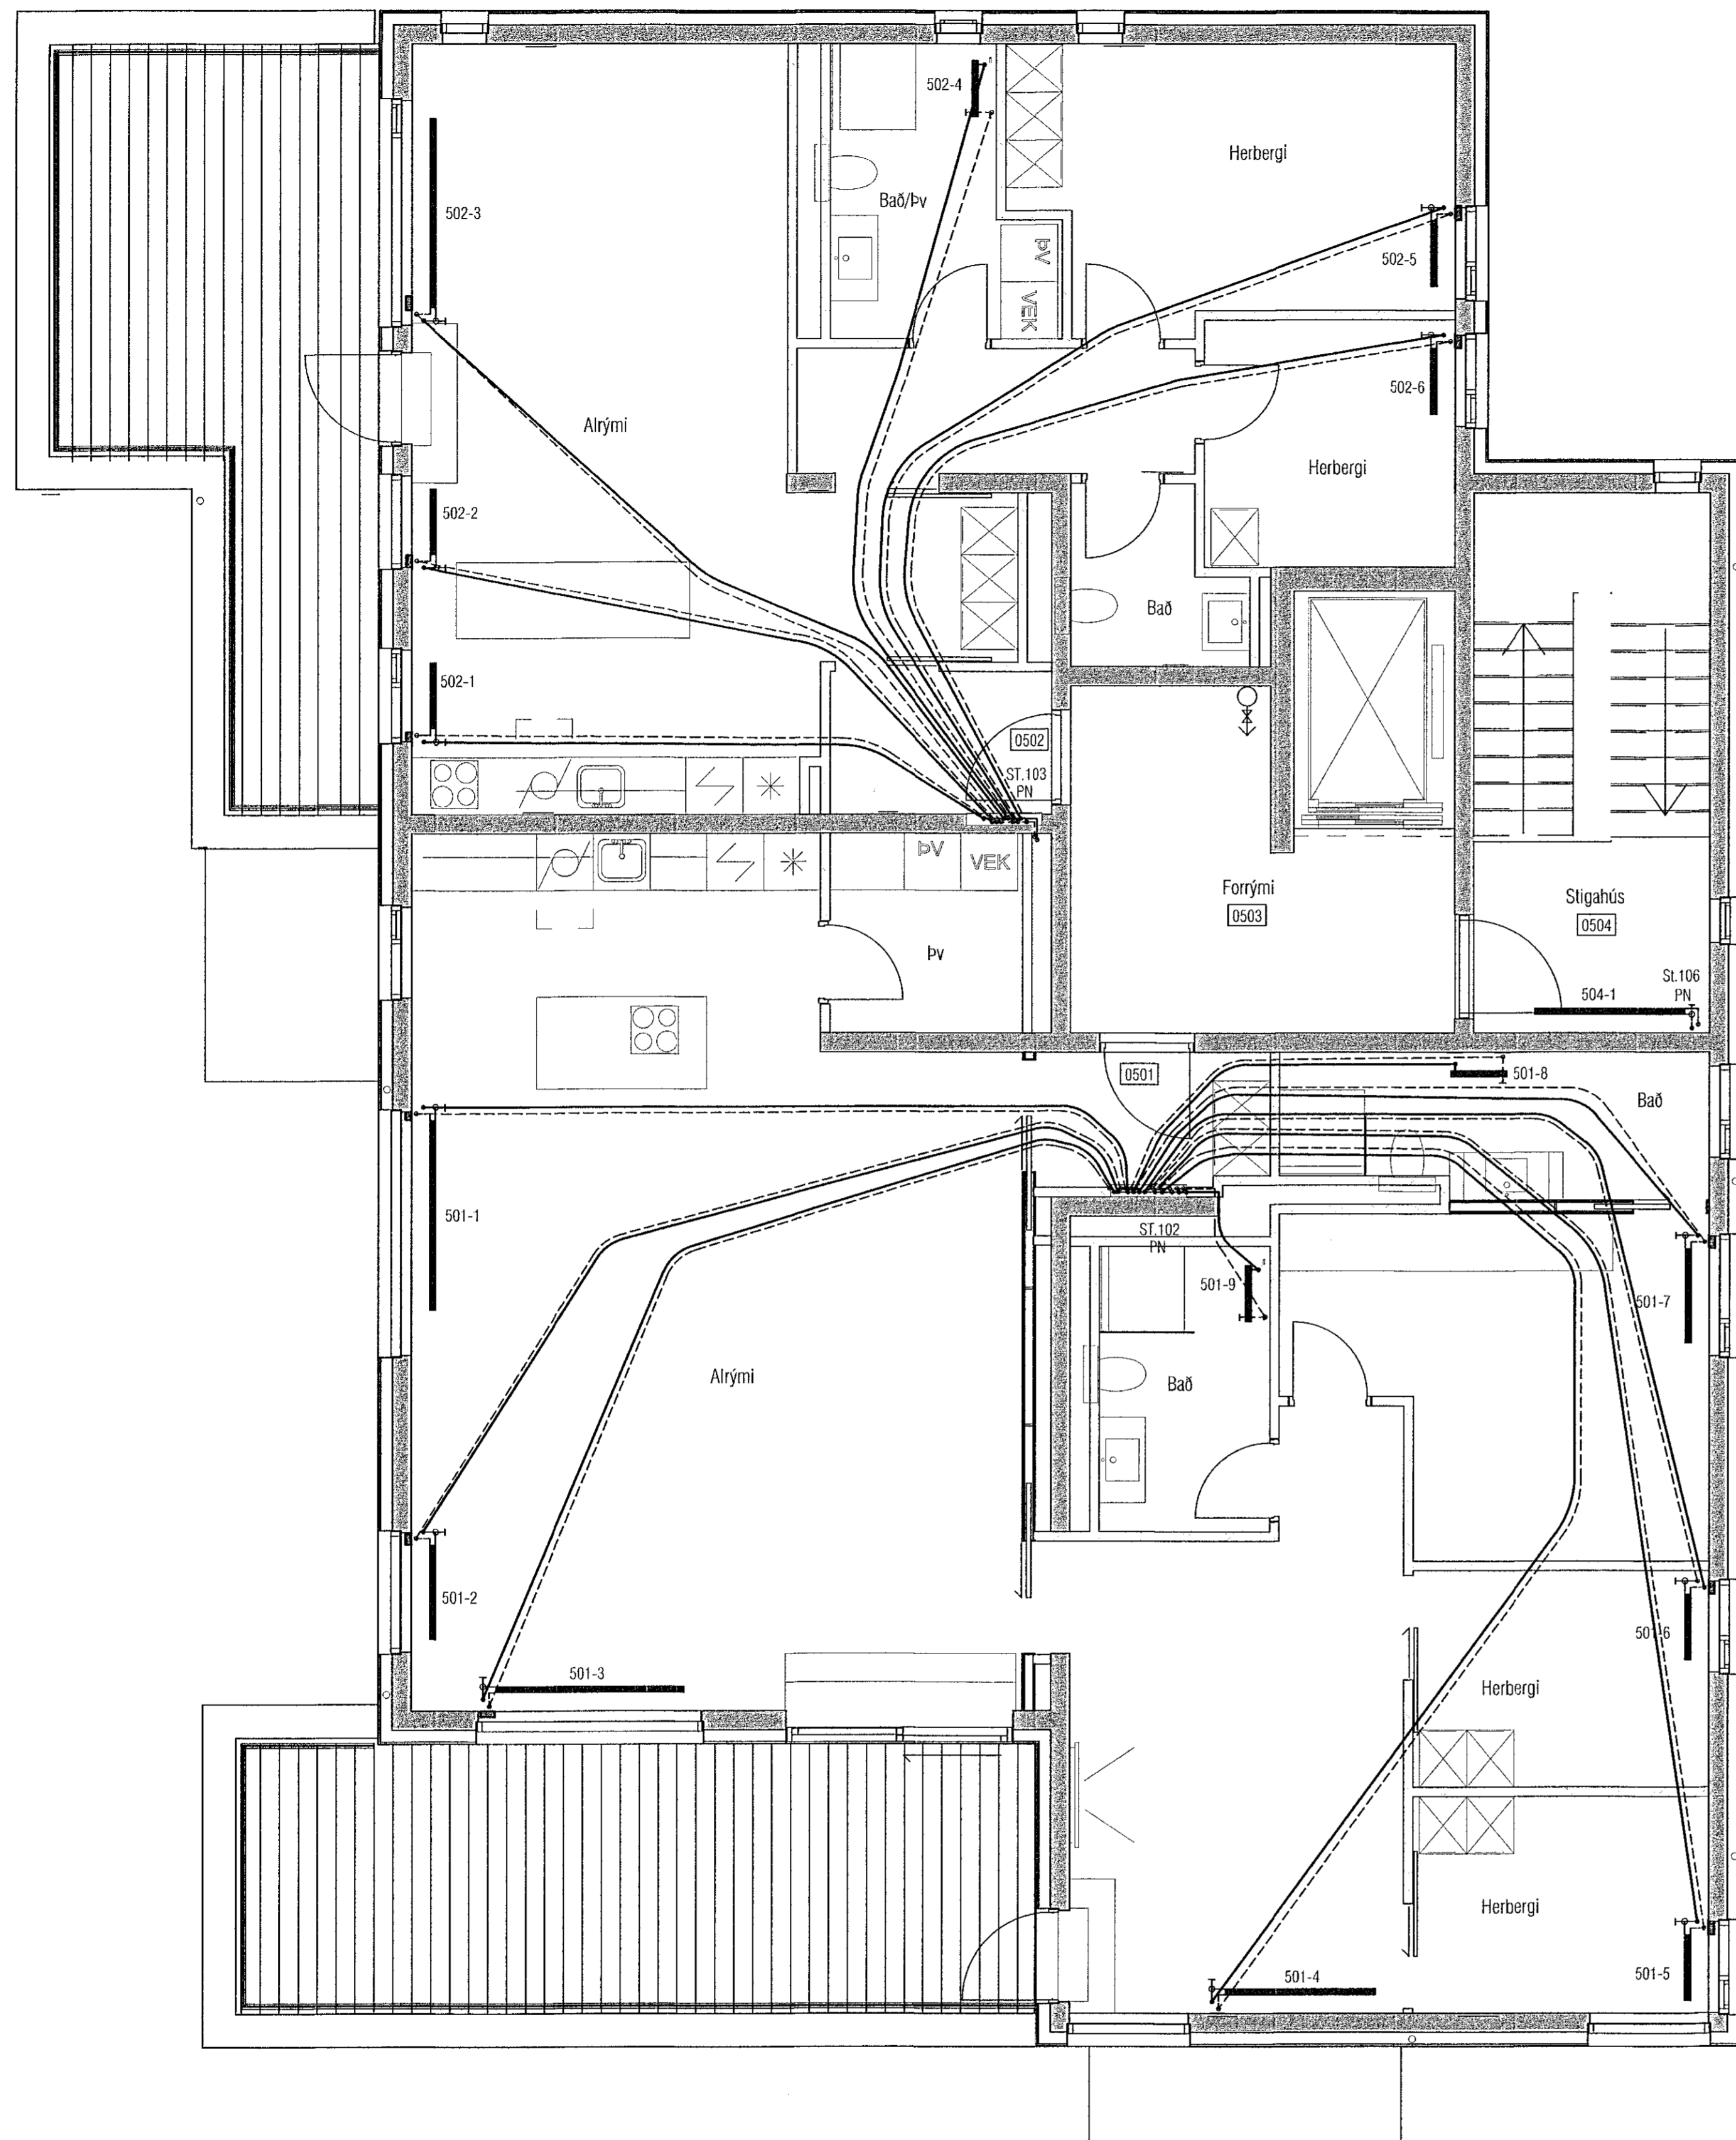 502-4
Herbergi
Bað/Þv
502-3
ÞV
VEK
502-5
502-6
Alrými
Herbergi
502-2
Bað
502-1
0502
ST.103
PN
ÞV
VEK
Forrými
0503
Stigahús
0504
Þv
St.106
PN
504-1
0501
501-8
Bað
501-1
ST.102
PN
501-9
501-7
Alrými
Bað
501-2
501-6
501-3
Herbergi
Herbergi
501-4
501-5